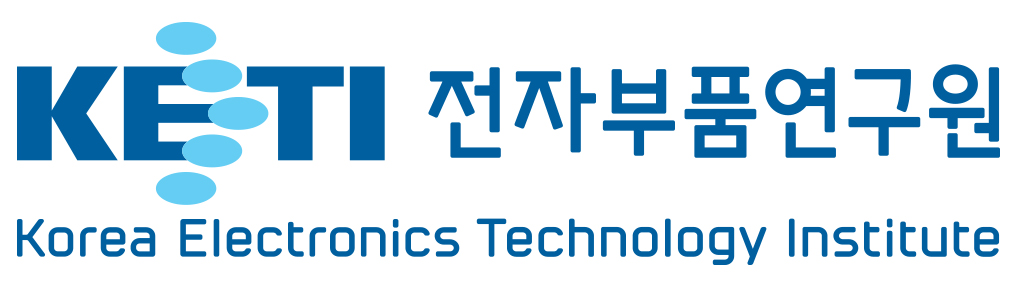 KETI 전자부품연구원
Korea Electronics Technology Institute